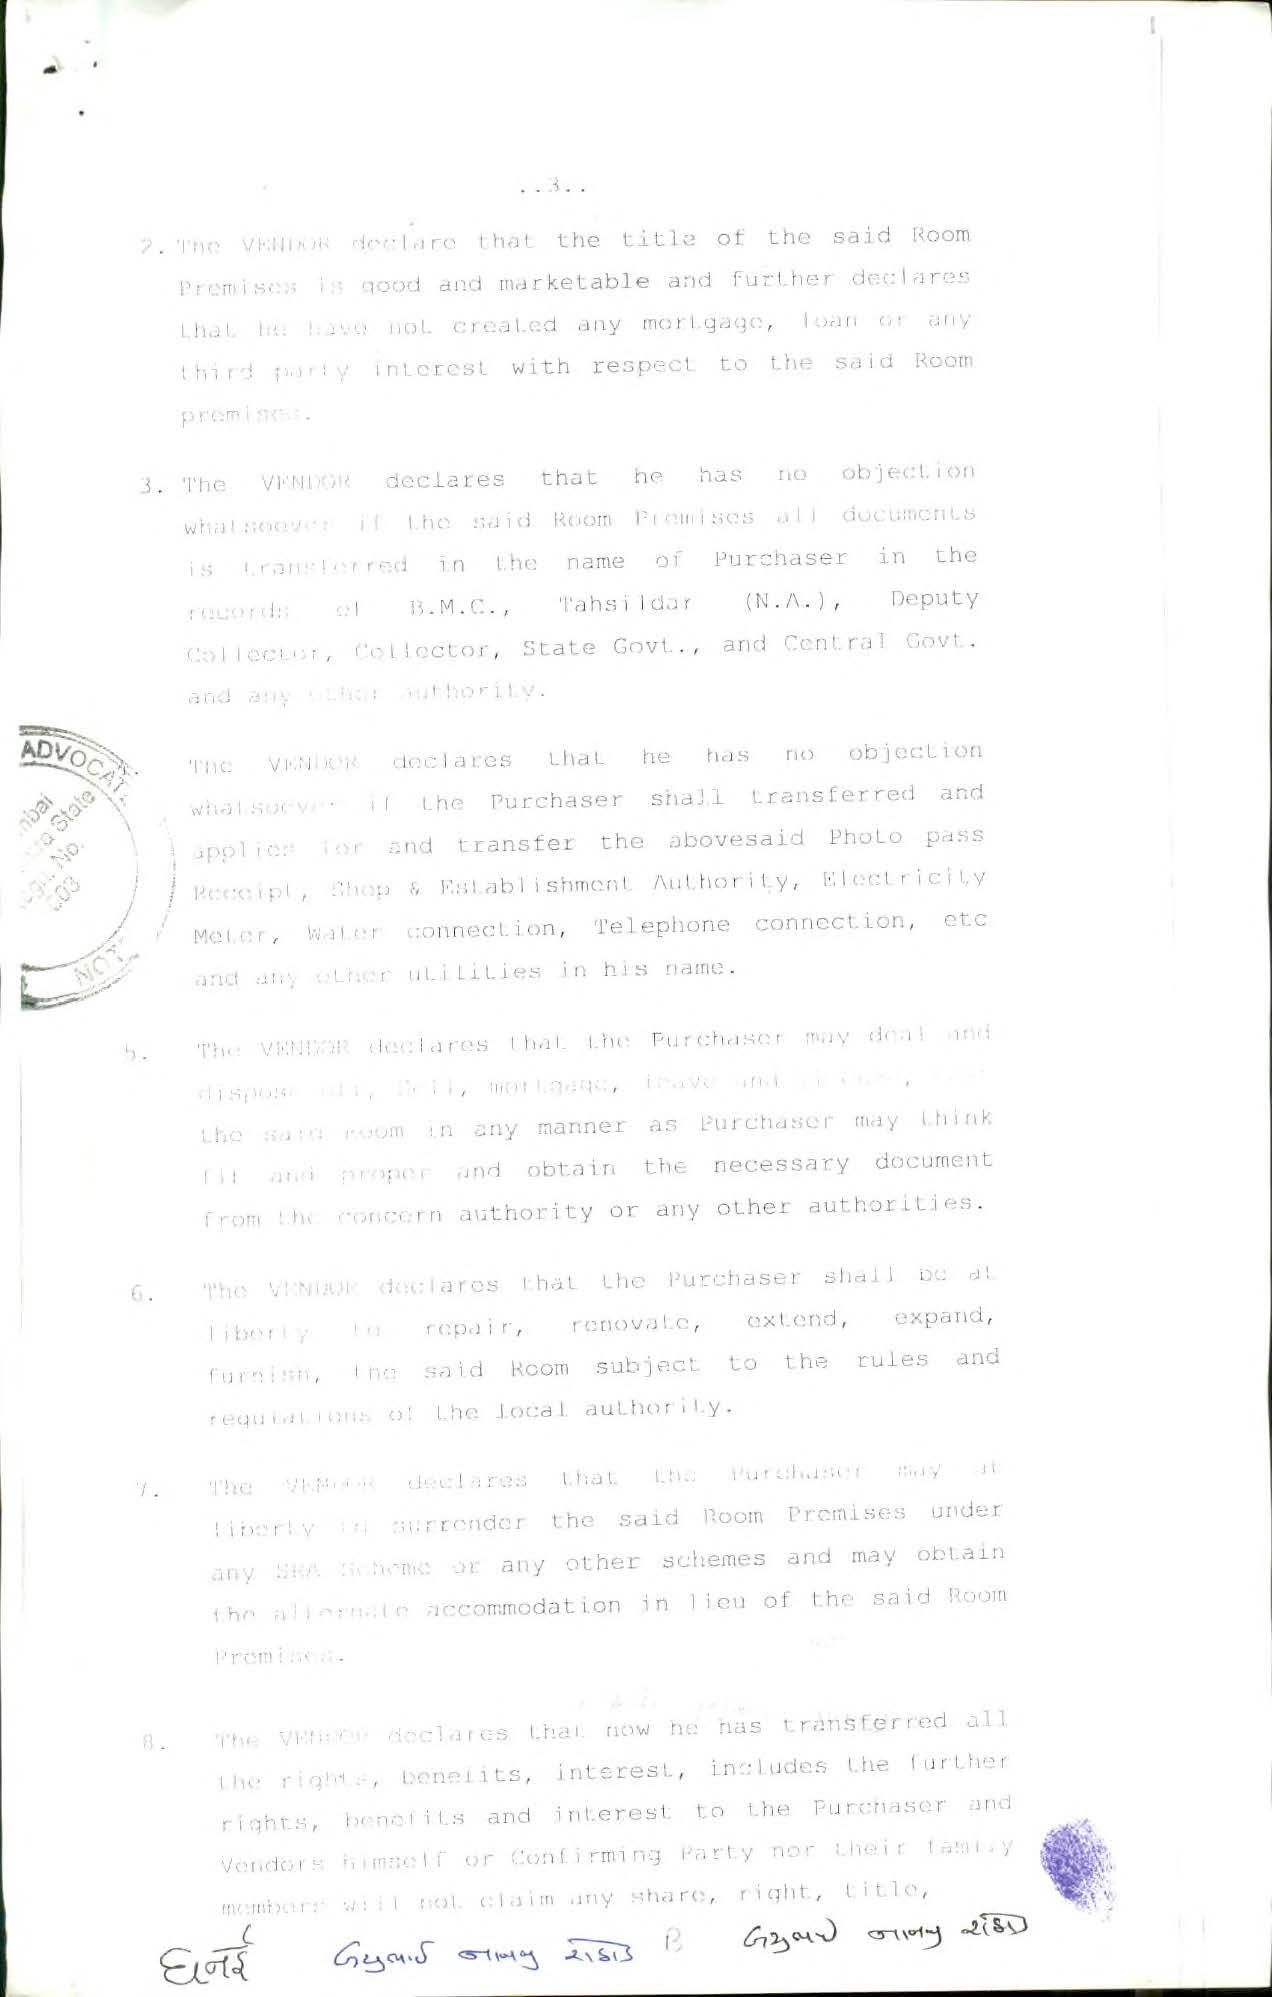 ..3..
2. The VENDOR declare that the title of the said Room
Premises is good and marketable and further declares
that he have not created any mortgage, loan or any
third party interest with respect to the said Room
premises.
3. The VENDOR declares that he has no objection
whatsoever if the said Room Premises all documents
is transferred in the name of Purchaser in the
records of B.M.C., Tahsildar (N.A.), Deputy
Collector, Collector, State Govt., and Central Govt.
and any other authority.
ADVOCAT
State
No.
NOT
The VENDOR declares that he has no objection
whatsoever if the Purchaser shall transferred and
applies for and transfer the abovesaid Photo pass
Receipt, Shop & Establishment Authority, Electricity
Meter, Water connection, Telephone connection, etc
and any other utilities in his name.
5. The VENDOR declares that the Purchaser may deal and
dispose off, Sell, mortgage, leave and
the said Room in any manner as Purchaser may think
fit and proper and obtain the necessary document
from the concern authority or any other authorities.
6. The VENDOR declares that the Purchaser shall be at
liberty to repair, renovate, extend, expand,
furnish, the said Room subject to the rules and
regulations of the local authority.
7. The VENDOR declares that the Purchaser may at
liberty to surrender the said Room Premises under
any SRA Scheme or any other schemes and may obtain
the alternate accommodation in lieu of the said Room
Premises.
8. The VENDOR declares that now he has transferred all
the rights, benefits, interest, includes the further
rights, benefits and interest to the Purchaser and
Vendors himself or Confirming Party nor their family
members will not claim any share, right, title,